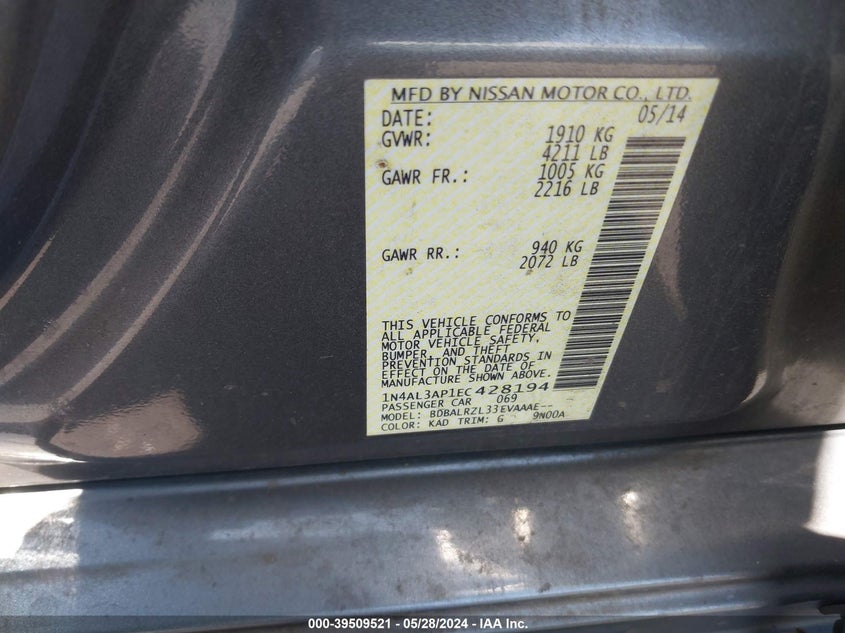 MFD BY NISSAN MOTOR CO., LTD.
DATE: 05/14
GVWR: 1910 KG
4211 LB
GAWR FR.: 1005 KG
2216 LB
GAWR RR.: 940 KG
2072 LB
THIS VEHICLE CONFORMS TO
ALL APPLICABLE FEDERAL
MOTOR VEHICLE SAFETY,
BUMPER, AND THEFT
PREVENTION STANDARDS IN
EFFECT ON THE DATE OF
MANUFACTURE SHOWN ABOVE.
1N4AL3AP1EC428194
PASSENGER CAR 069
MODEL: BDBALRZL33EVAAAE--
COLOR: KAD TRIM: G 9N00A
000-39509521 - 05/28/2024 - IAA Inc.